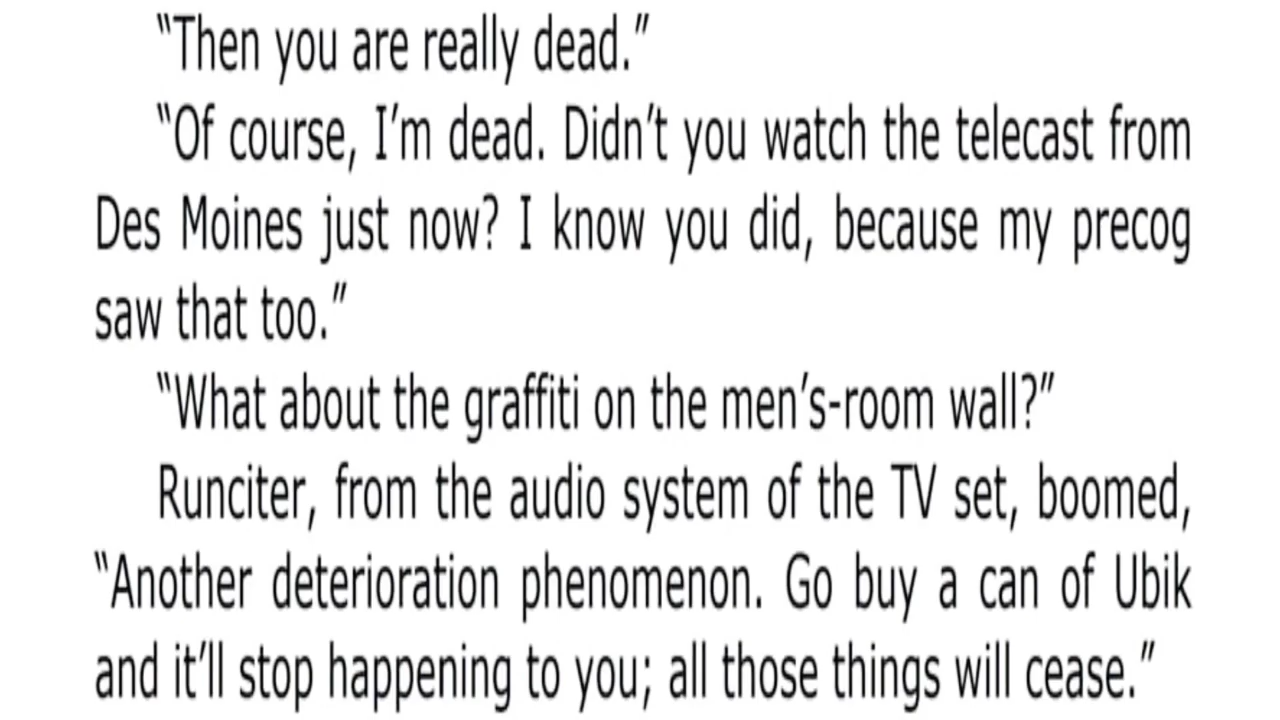 “Then you are really dead.”
“Of course, I’m dead. Didn’t you watch the telecast from
Des Moines just now? I know you did, because my precog
saw that too.”
“What about the graffiti on the men’s-room wall?”
Runciter, from the audio system of the TV set, boomed,
“Another deterioration phenomenon. Go buy a can of Ubik
and it’ll stop happening to you; all those things will cease.”